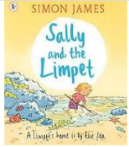 SIMON JAMES
Sally
and the
Limpet
A limpet's home is by the sea